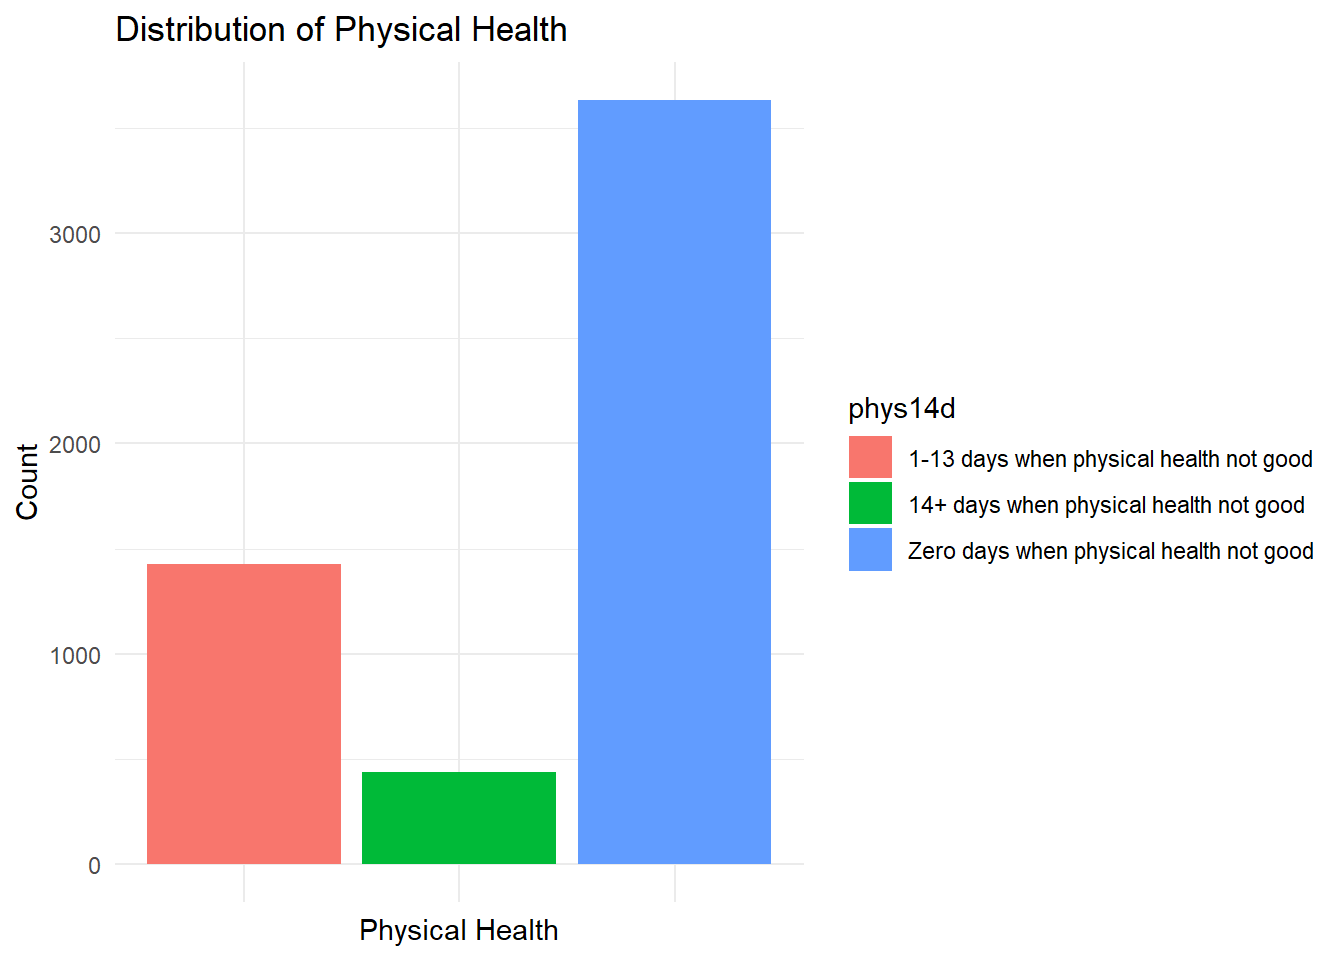 Distribution of Physical Health
3000
2000
1000
0
Count
Physical Health
phys14d
1-13 days when physical health not good
14+ days when physical health not good
Zero days when physical health not good